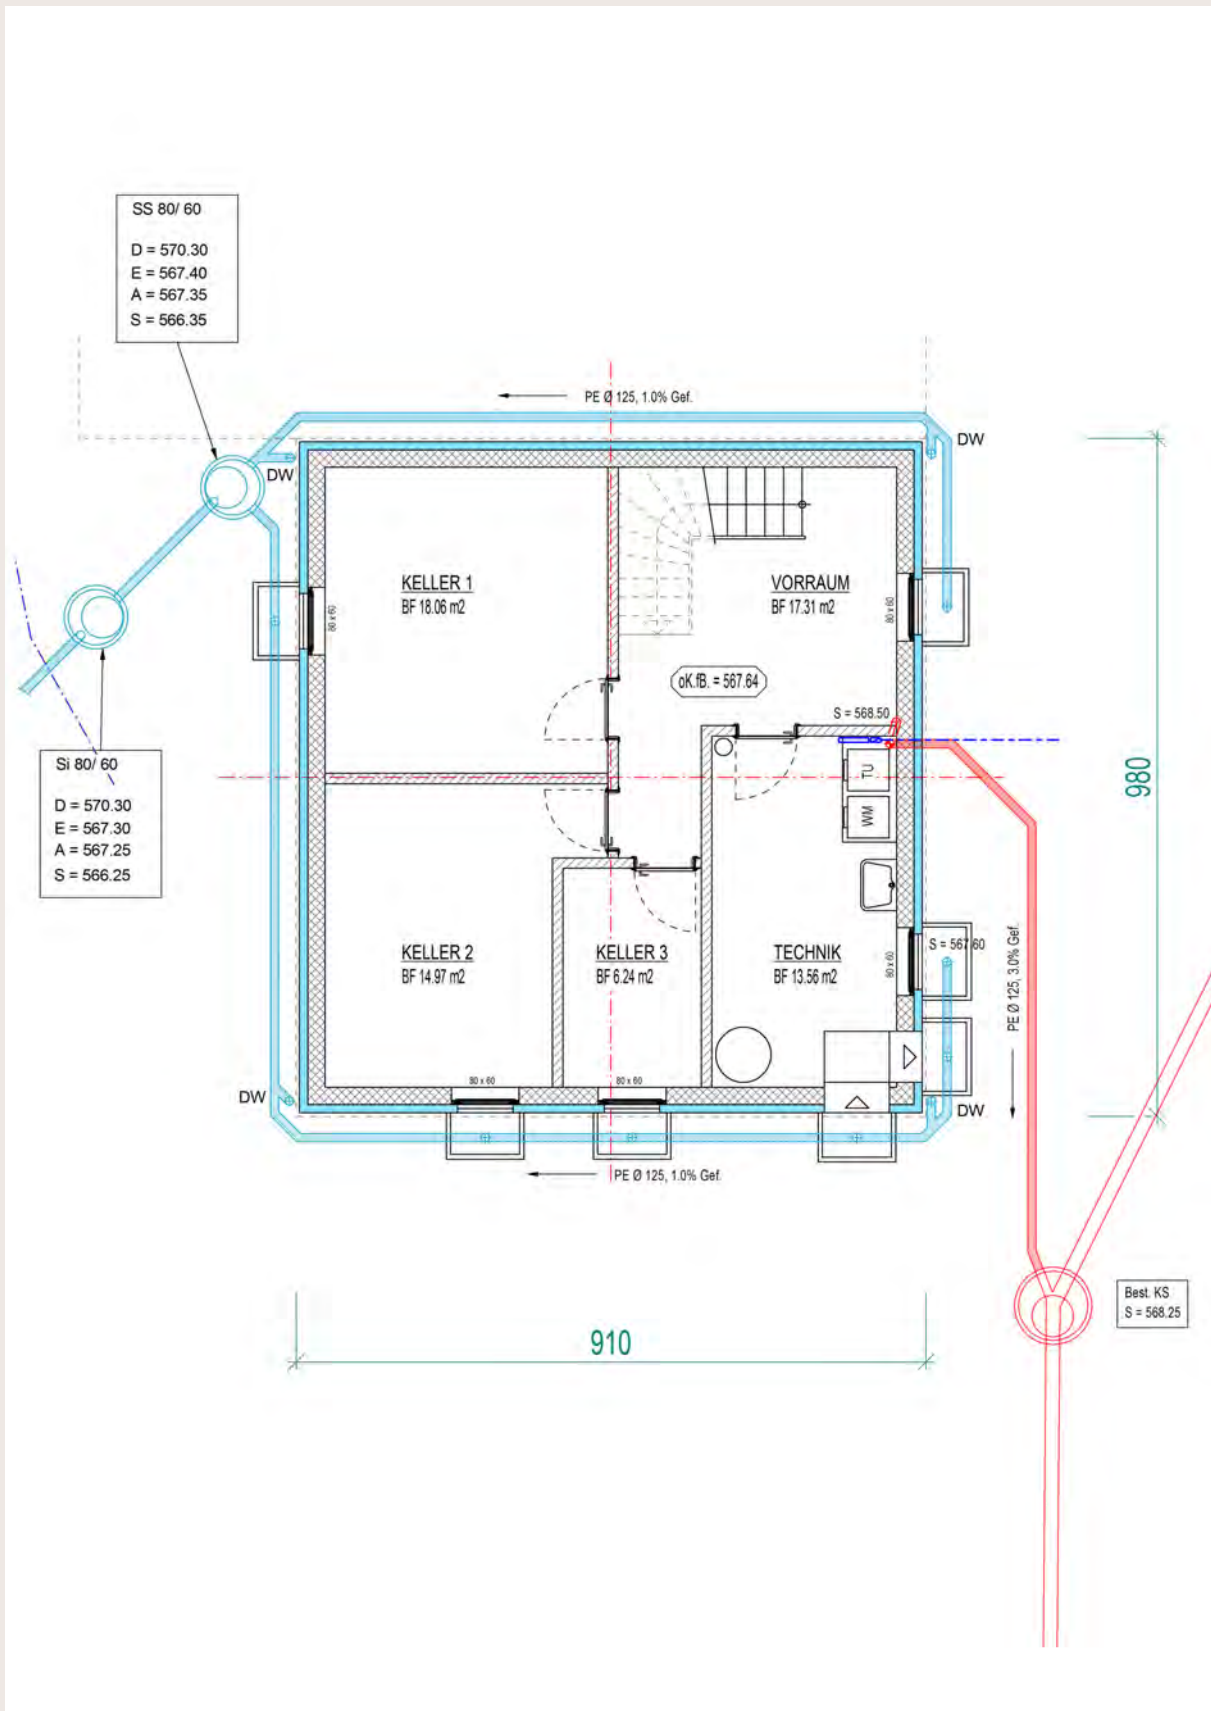 SS 80/ 60
D = 570.30
E = 567.40
A = 567.35
S = 566.35
PE Ø 125, 1.0% Gef.
DW
DW
KELLER 1
BF 18.06 m2
80 x 60
VORRAUM
BF 17.31 m2
80 x 60
oK.fB. = 567.64
S = 568.50
Si 80/ 60
D = 570.30
E = 567.30
A = 567.25
S = 566.25
TU
WM
980
KELLER 2
BF 14.97 m2
KELLER 3
BF 6.24 m2
TECHNIK
BF 13.56 m2
80 x 60
S = 567.60
PE Ø 125, 3.0% Gef.
80 x 60
80 x 60
DW
DW
PE Ø 125, 1.0% Gef.
Best. KS
S = 568.25
910